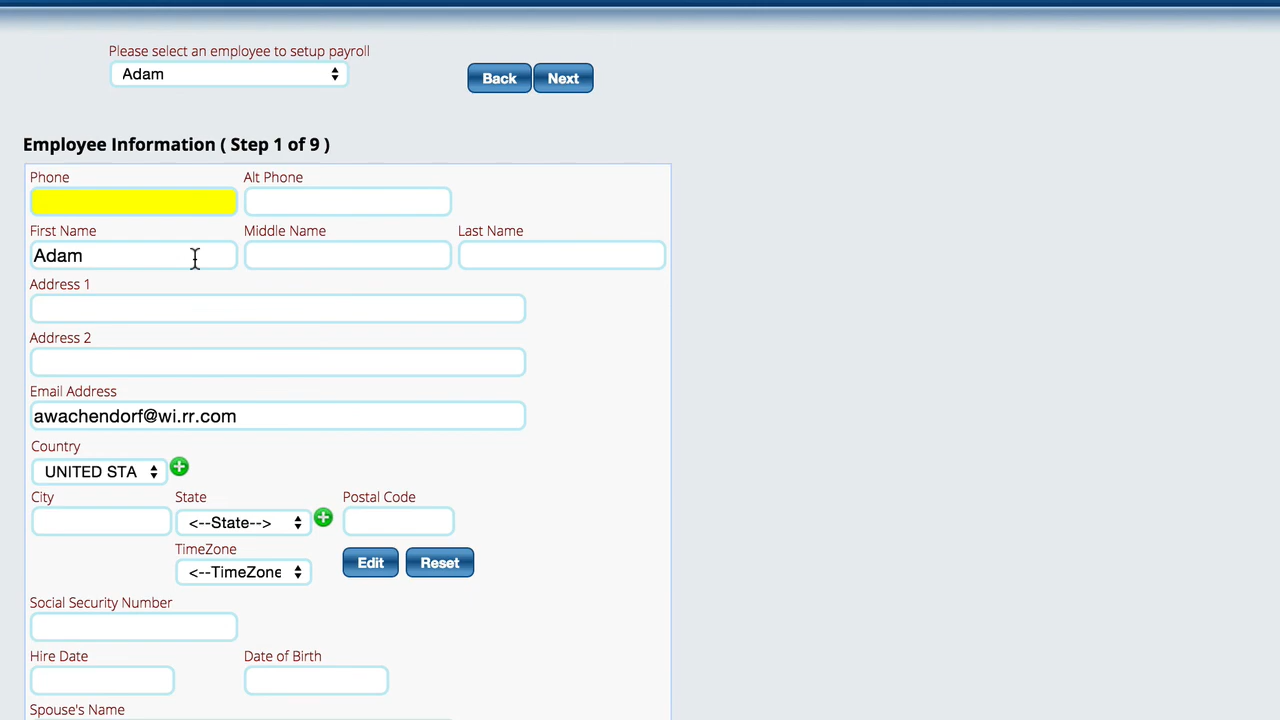 Please select an employee to setup payroll
Adam
Back Next
Employee Information ( Step 1 of 9 )
Phone Alt Phone
First Name Middle Name Last Name
Adam
Address 1
Address 2
Email Address
awachendorf@wi.rr.com
Country
UNITED STA
City State Postal Code
<--State-->
TimeZone
<--TimeZone
Edit Reset
Social Security Number
Hire Date Date of Birth
Spouse's Name